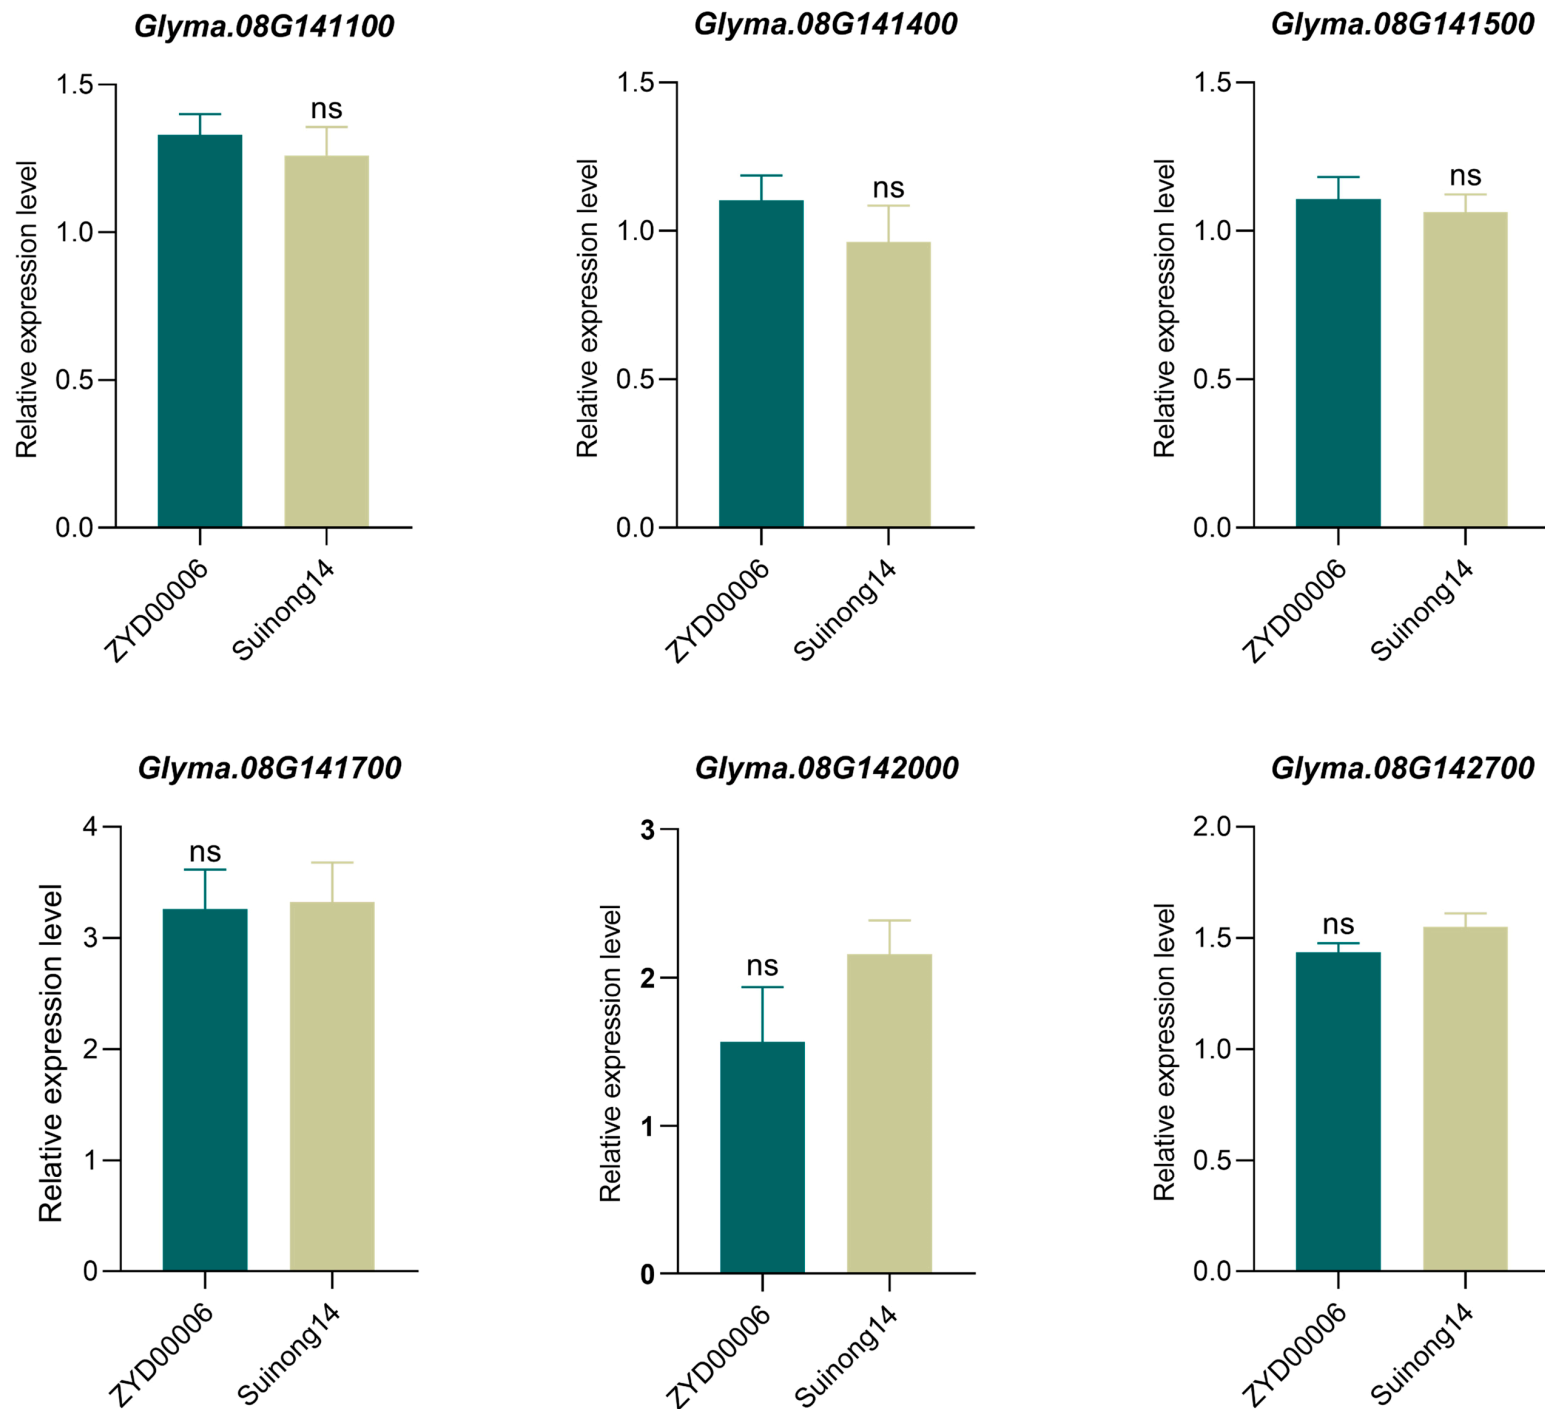 Glyma.08G141100
Relative expression level
1.5
1.0
0.5
0.0
ns
ZYD00006
Suinong14
Glyma.08G141400
Relative expression level
1.5
1.0
0.5
0.0
ns
ZYD00006
Suinong14
Glyma.08G141500
Relative expression level
1.5
1.0
0.5
0.0
ns
ZYD00006
Suinong14
Glyma.08G141700
Relative expression level
4
3
2
1
0
ns
ZYD00006
Suinong14
Glyma.08G142000
Relative expression level
3
2
1
0
ns
ZYD00006
Suinong14
Glyma.08G142700
Relative expression level
2.0
1.5
1.0
0.5
0.0
ns
ZYD00006
Suinong14